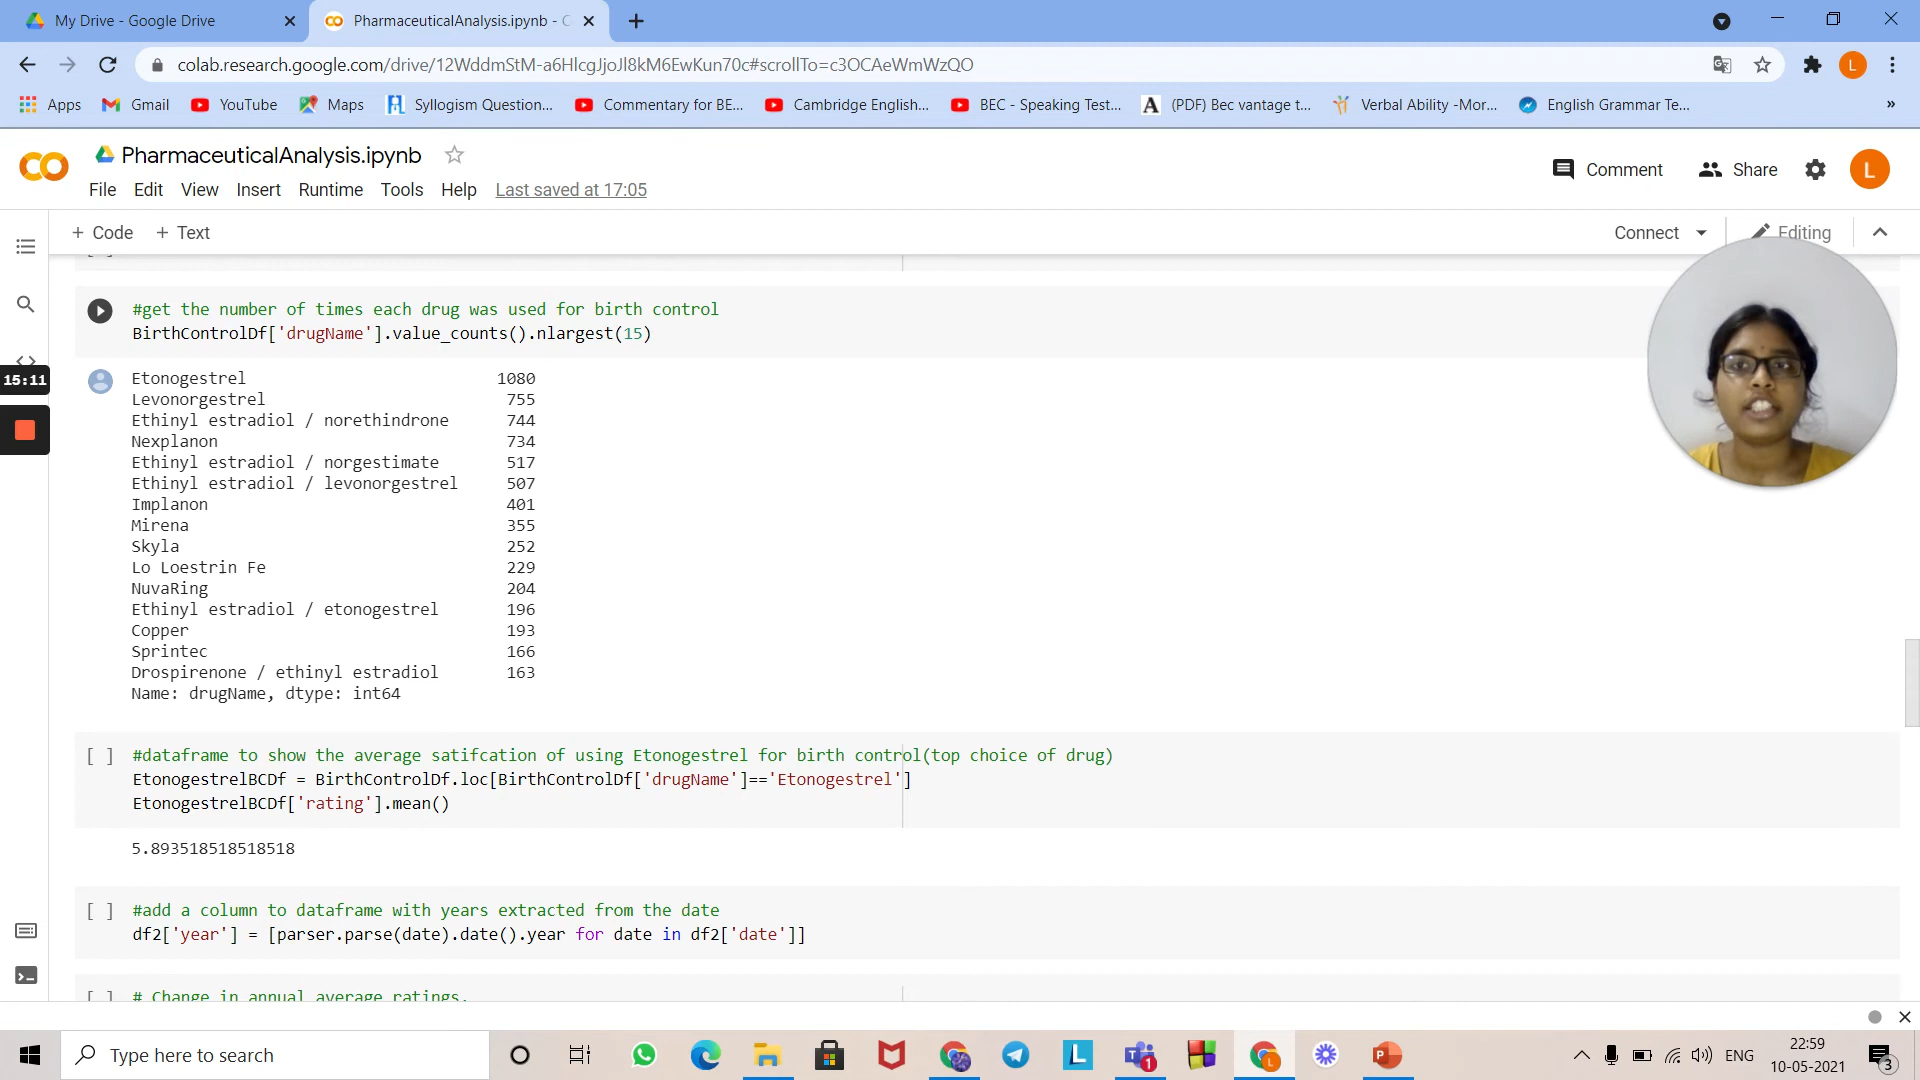 My Drive - Google Drive
PharmaceuticalAnalysis.ipynb - C
colab.research.google.com/drive/12WddmStM-a6HlcgJjoJl8kM6EwKun70c#scrollTo=c3OCAeWmWzQO
L
Apps
Gmail
YouTube
Maps
Syllogism Question...
Commentary for BE...
Cambridge English...
BEC - Speaking Test...
(PDF) Bec vantage t...
Verbal Ability -Mor...
English Grammar Te...
»
PharmaceuticalAnalysis.ipynb
Comment
Share
L
File Edit View Insert Runtime Tools Help Last saved at 17:05
+ Code + Text
Connect
Editing
#get the number of times each drug was used for birth control
BirthControlDf['drugName'].value_counts().nlargest(15)
15:11
Etonogestrel 1080
Levonorgestrel 755
Ethinyl estradiol / norethindrone 744
Nexplanon 734
Ethinyl estradiol / norgestimate 517
Ethinyl estradiol / levonorgestrel 507
Implanon 401
Mirena 355
Skyla 252
Lo Loestrin Fe 229
NuvaRing 204
Ethinyl estradiol / etonogestrel 196
Copper 193
Sprintec 166
Drospirenone / ethinyl estradiol 163
Name: drugName, dtype: int64
[ ] #dataframe to show the average satifcation of using Etonogestrel for birth control(top choice of drug)
EtonogestrelBCDf = BirthControlDf.loc[BirthControlDf['drugName']=='Etonogestrel']
EtonogestrelBCDf['rating'].mean()
5.893518518518518
[ ] #add a column to dataframe with years extracted from the date
df2['year'] = [parser.parse(date).date().year for date in df2['date']]
[ ] # Change in annual average ratings.
Type here to search
L
1
L
P
ENG
22:59
10-05-2021
3